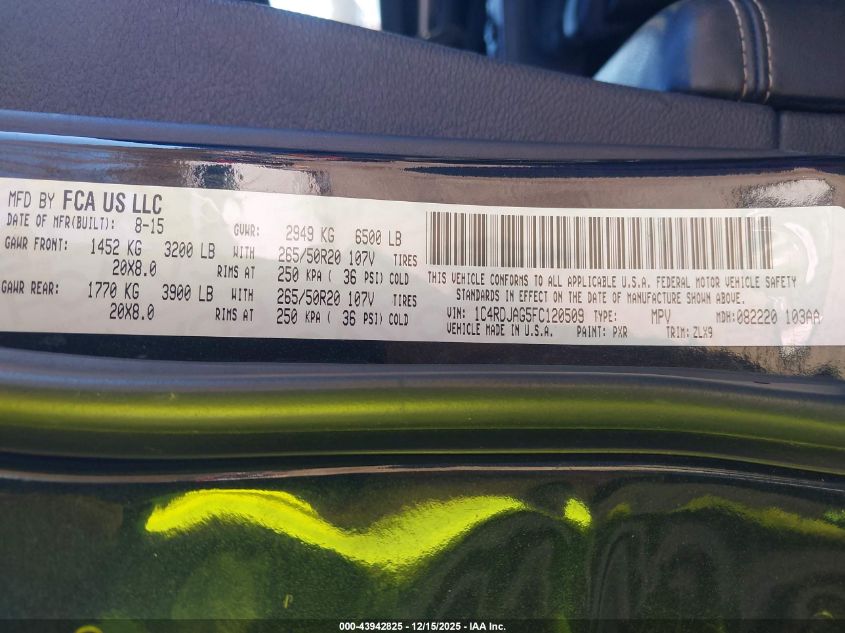 MFD BY FCA US LLC
DATE OF MFR(BUILT): 8-15 GVWR: 2949 KG 6500 LB
GAWR FRONT: 1452 KG 3200 LB WITH 265/50R20 107V TIRES
20X8.0 RIMS AT 250 KPA ( 36 PSI) COLD
GAWR REAR: 1770 KG 3900 LB WITH 265/50R20 107V TIRES
20X8.0 RIMS AT 250 KPA ( 36 PSI) COLD
THIS VEHICLE CONFORMS TO ALL APPLICABLE U.S.A. FEDERAL MOTOR VEHICLE SAFETY
STANDARDS IN EFFECT ON THE DATE OF MANUFACTURE SHOWN ABOVE.
VIN: 1C4RDJAG5FC120509 TYPE: MPV MDH: 082220 103AA
VEHICLE MADE IN U.S.A. PAINT: PXR TRIM: ZLX9
000-43942825 - 12/15/2025 - IAA Inc.